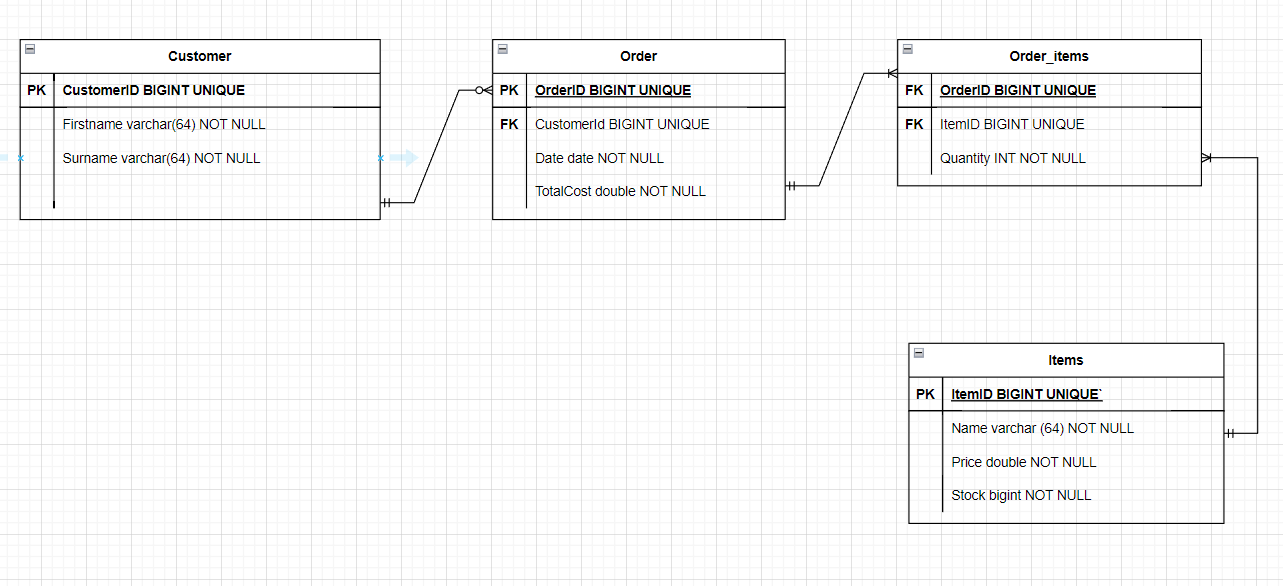 Customer
PK CustomerID BIGINT UNIQUE
Firstname varchar(64) NOT NULL
Surname varchar(64) NOT NULL
Order
PK OrderID BIGINT UNIQUE
FK CustomerId BIGINT UNIQUE
Date date NOT NULL
TotalCost double NOT NULL
Order_items
FK OrderID BIGINT UNIQUE
FK ItemID BIGINT UNIQUE
Quantity INT NOT NULL
Items
PK ItemID BIGINT UNIQUE`
Name varchar (64) NOT NULL
Price double NOT NULL
Stock bigint NOT NULL